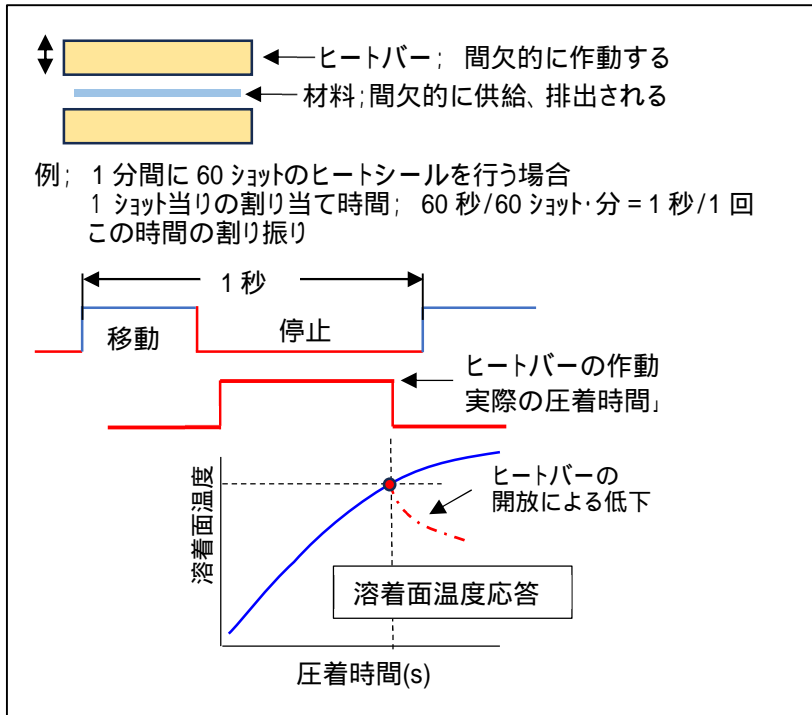 ヒートバー； 間欠的に作動する
材料；間欠的に供給、排出される
例； 1 分間に 60 ｼｮｯﾄのヒートシールを行う場合
1 ｼｮｯﾄ当りの割り当て時間； 60 秒/60 ｼｮｯﾄ･分 = 1 秒/1 回
この時間の割り振り
1 秒
移動
停止
ヒートバーの作動
実際の圧着時間」
溶着面温度
ヒートバーの
開放による低下
溶着面温度応答
圧着時間(s)